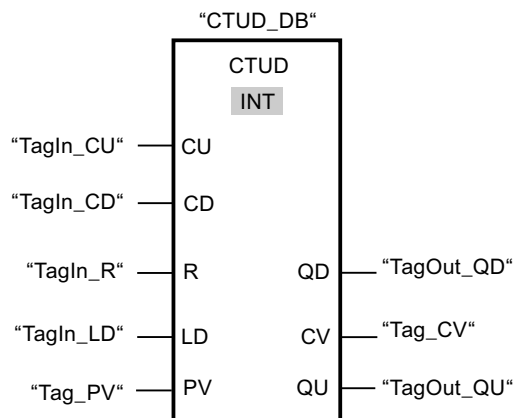 “CTUD_DB“
CTUD
INT
“TagIn_CU“ CU
“TagIn_CD“ CD
“TagIn_R“ R QD “TagOut_QD“
“TagIn_LD“ LD CV “Tag_CV“
“Tag_PV“ PV QU “TagOut_QU“